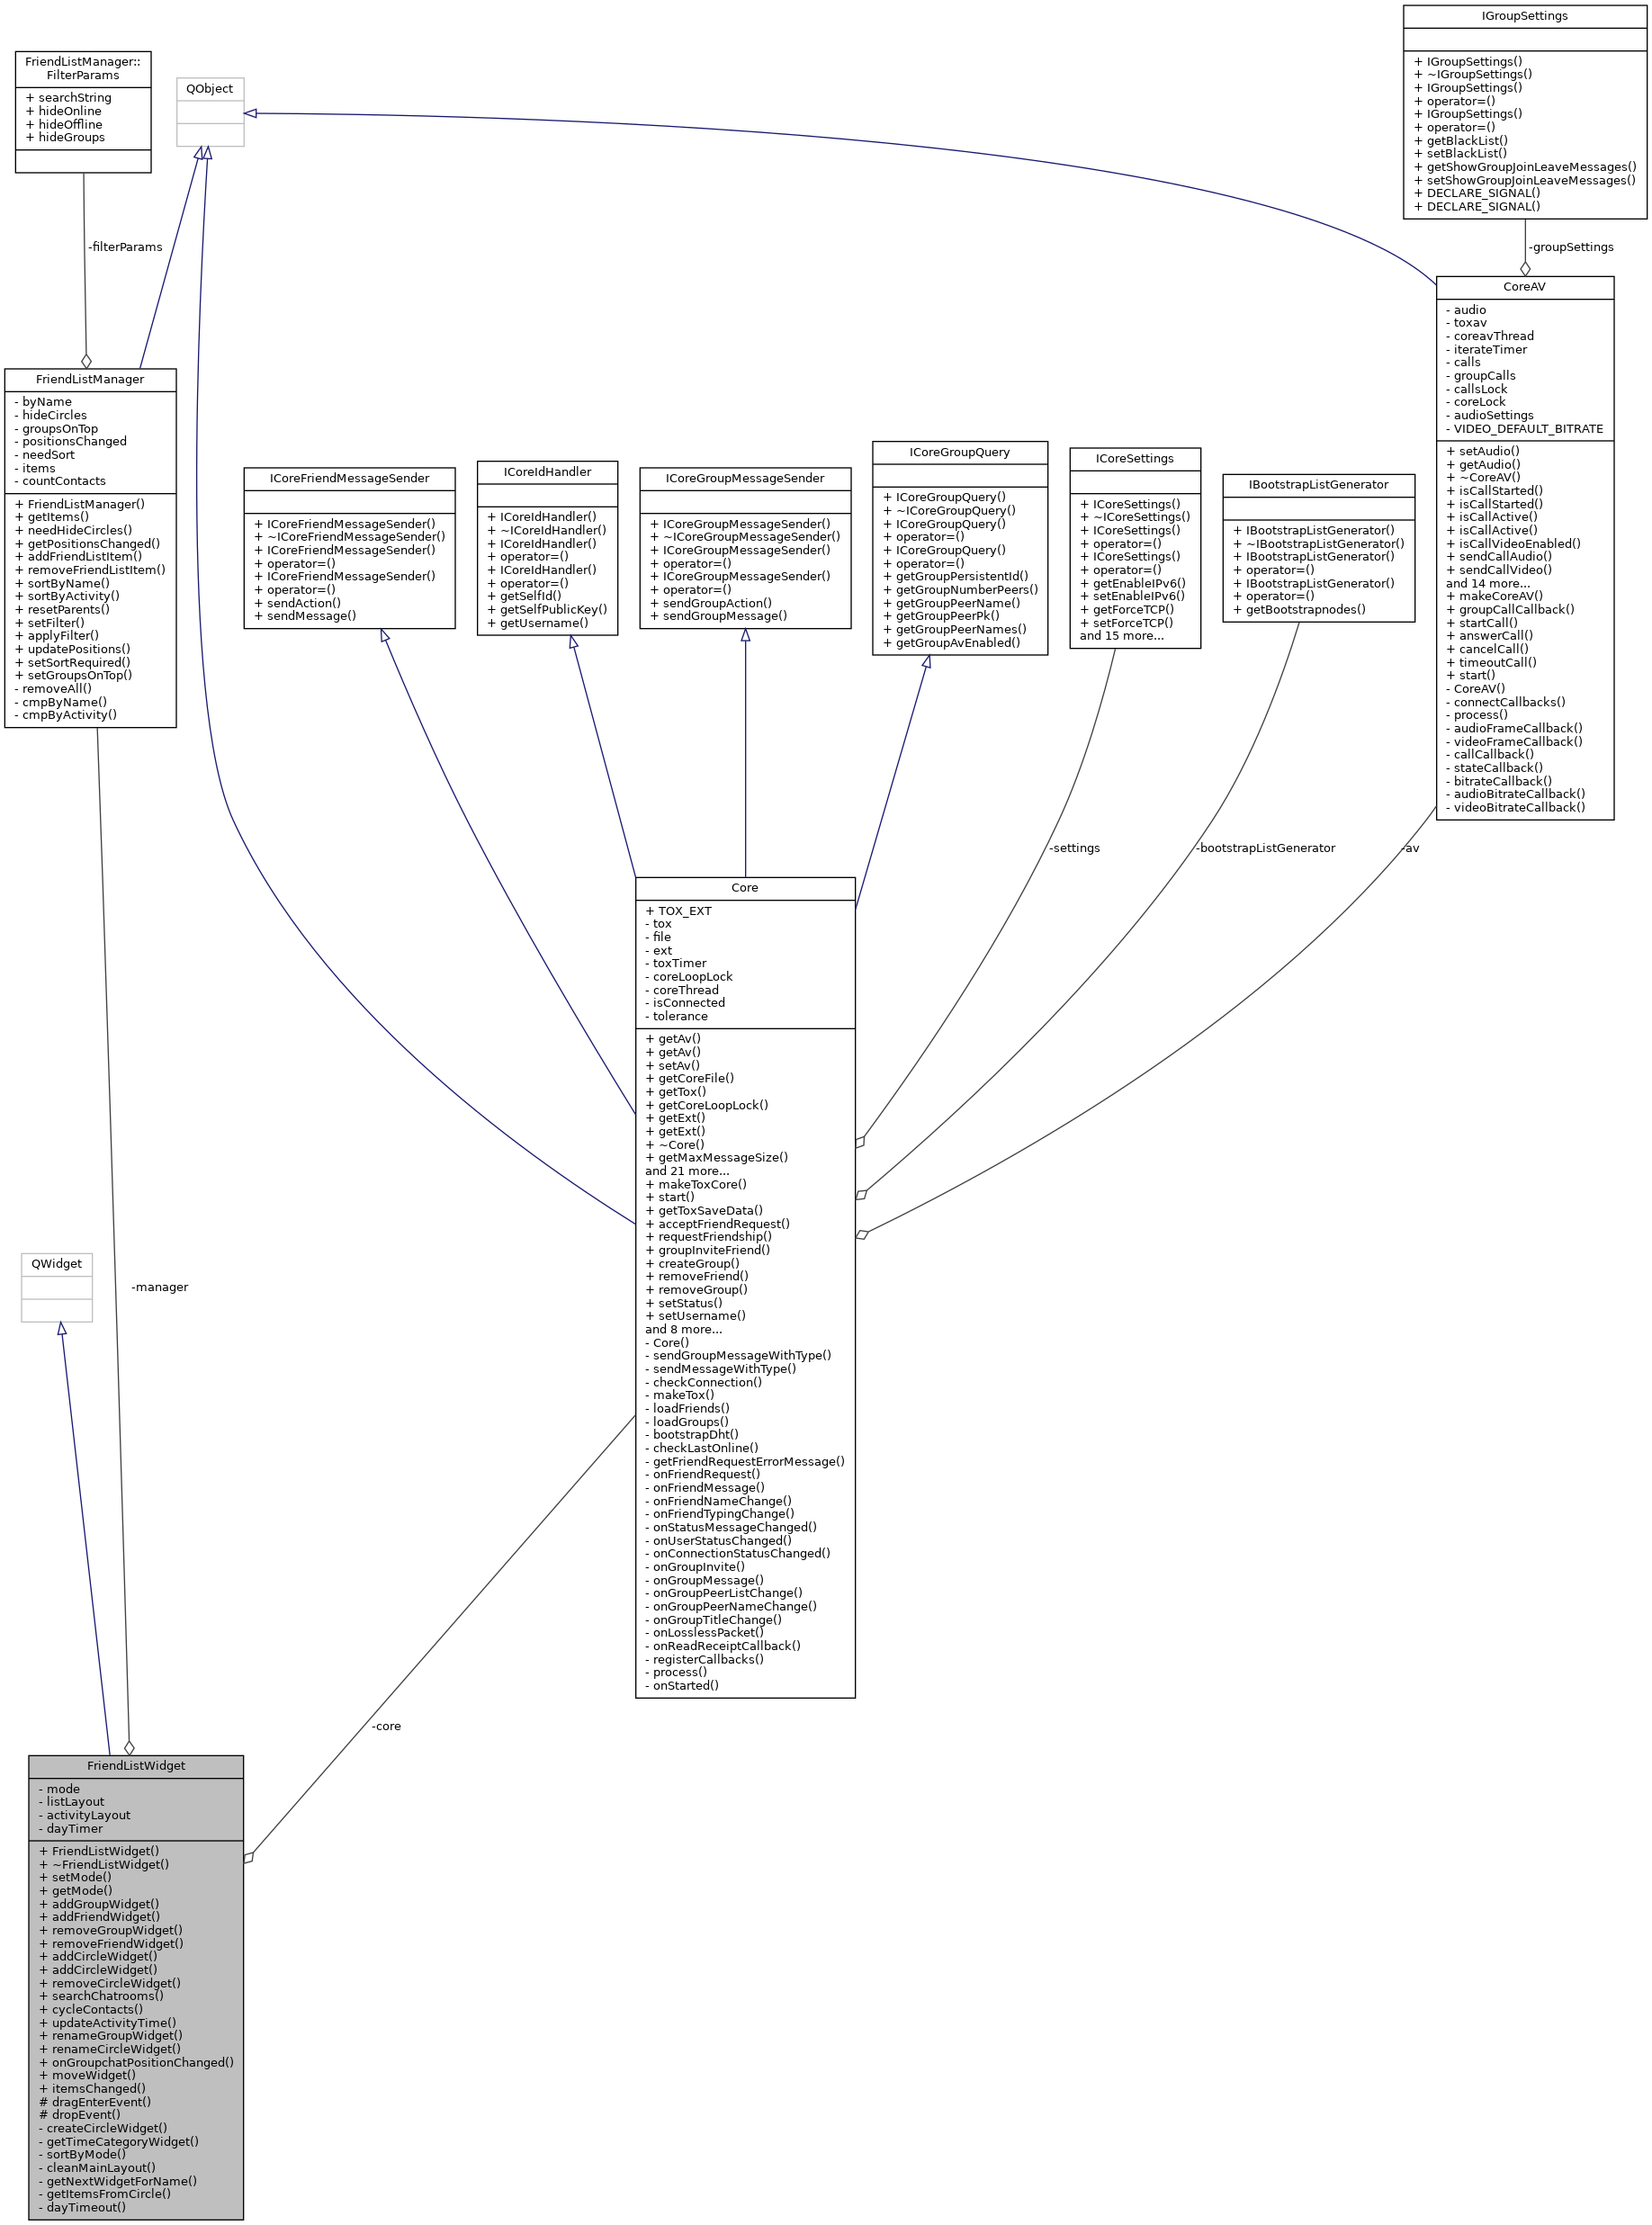 IGroupSettings
+ IGroupSettings()
+ ~IGroupSettings()
+ IGroupSettings()
+ operator=()
+ IGroupSettings()
+ operator=()
+ getBlackList()
+ setBlackList()
+ getShowGroupJoinLeaveMessages()
+ setShowGroupJoinLeaveMessages()
+ DECLARE_SIGNAL()
+ DECLARE_SIGNAL()
FriendListManager::
FilterParams
+ searchString
+ hideOnline
+ hideOffline
+ hideGroups
QObject
-filterParams
-groupSettings
CoreAV
- audio
- toxav
- coreavThread
- iterateTimer
- calls
- groupCalls
- callsLock
- coreLock
- audioSettings
- VIDEO_DEFAULT_BITRATE
+ setAudio()
+ getAudio()
+ ~CoreAV()
+ isCallStarted()
+ isCallStarted()
+ isCallActive()
+ isCallActive()
+ isCallVideoEnabled()
+ sendCallAudio()
+ sendCallVideo()
and 14 more...
+ makeCoreAV()
+ groupCallCallback()
+ startCall()
+ answerCall()
+ cancelCall()
+ timeoutCall()
+ start()
- CoreAV()
- connectCallbacks()
- process()
- audioFrameCallback()
- videoFrameCallback()
- callCallback()
- stateCallback()
- bitrateCallback()
- audioBitrateCallback()
- videoBitrateCallback()
FriendListManager
- byName
- hideCircles
- groupsOnTop
- positionsChanged
- needSort
- items
- countContacts
+ FriendListManager()
+ getItems()
+ needHideCircles()
+ getPositionsChanged()
+ addFriendListItem()
+ removeFriendListItem()
+ sortByName()
+ sortByActivity()
+ resetParents()
+ setFilter()
+ applyFilter()
+ updatePositions()
+ setSortRequired()
+ setGroupsOnTop()
- removeAll()
- cmpByName()
- cmpByActivity()
ICoreFriendMessageSender
+ ICoreFriendMessageSender()
+ ~ICoreFriendMessageSender()
+ ICoreFriendMessageSender()
+ operator=()
+ ICoreFriendMessageSender()
+ operator=()
+ sendAction()
+ sendMessage()
ICoreIdHandler
+ ICoreIdHandler()
+ ~ICoreIdHandler()
+ ICoreIdHandler()
+ operator=()
+ ICoreIdHandler()
+ operator=()
+ getSelfId()
+ getSelfPublicKey()
+ getUsername()
ICoreGroupMessageSender
+ ICoreGroupMessageSender()
+ ~ICoreGroupMessageSender()
+ ICoreGroupMessageSender()
+ operator=()
+ ICoreGroupMessageSender()
+ operator=()
+ sendGroupAction()
+ sendGroupMessage()
ICoreGroupQuery
+ ICoreGroupQuery()
+ ~ICoreGroupQuery()
+ ICoreGroupQuery()
+ operator=()
+ ICoreGroupQuery()
+ operator=()
+ getGroupPersistentId()
+ getGroupNumberPeers()
+ getGroupPeerName()
+ getGroupPeerPk()
+ getGroupPeerNames()
+ getGroupAvEnabled()
ICoreSettings
+ ICoreSettings()
+ ~ICoreSettings()
+ ICoreSettings()
+ operator=()
+ ICoreSettings()
+ operator=()
+ getEnableIPv6()
+ setEnableIPv6()
+ getForceTCP()
+ setForceTCP()
and 15 more...
IBootstrapListGenerator
+ IBootstrapListGenerator()
+ ~IBootstrapListGenerator()
+ IBootstrapListGenerator()
+ operator=()
+ IBootstrapListGenerator()
+ operator=()
+ getBootstrapnodes()
-settings
-bootstrapListGenerator
-av
Core
+ TOX_EXT
- tox
- file
- ext
- toxTimer
- coreLoopLock
- coreThread
- isConnected
- tolerance
+ getAv()
+ getAv()
+ setAv()
+ getCoreFile()
+ getTox()
+ getCoreLoopLock()
+ getExt()
+ getExt()
+ ~Core()
+ getMaxMessageSize()
and 21 more...
+ makeToxCore()
+ start()
+ getToxSaveData()
+ acceptFriendRequest()
+ requestFriendship()
+ groupInviteFriend()
+ createGroup()
+ removeFriend()
+ removeGroup()
+ setStatus()
+ setUsername()
and 8 more...
- Core()
- sendGroupMessageWithType()
- sendMessageWithType()
- checkConnection()
- makeTox()
- loadFriends()
- loadGroups()
- bootstrapDht()
- checkLastOnline()
- getFriendRequestErrorMessage()
- onFriendRequest()
- onFriendMessage()
- onFriendNameChange()
- onFriendTypingChange()
- onStatusMessageChanged()
- onUserStatusChanged()
- onConnectionStatusChanged()
- onGroupInvite()
- onGroupMessage()
- onGroupPeerListChange()
- onGroupPeerNameChange()
- onGroupTitleChange()
- onLosslessPacket()
- onReadReceiptCallback()
- registerCallbacks()
- process()
- onStarted()
QWidget
-manager
-core
FriendListWidget
- mode
- listLayout
- activityLayout
- dayTimer
+ FriendListWidget()
+ ~FriendListWidget()
+ setMode()
+ getMode()
+ addGroupWidget()
+ addFriendWidget()
+ removeGroupWidget()
+ removeFriendWidget()
+ addCircleWidget()
+ addCircleWidget()
+ removeCircleWidget()
+ searchChatrooms()
+ cycleContacts()
+ updateActivityTime()
+ renameGroupWidget()
+ renameCircleWidget()
+ onGroupchatPositionChanged()
+ moveWidget()
+ itemsChanged()
# dragEnterEvent()
# dropEvent()
- createCircleWidget()
- getTimeCategoryWidget()
- sortByMode()
- cleanMainLayout()
- getNextWidgetForName()
- getItemsFromCircle()
- dayTimeout()